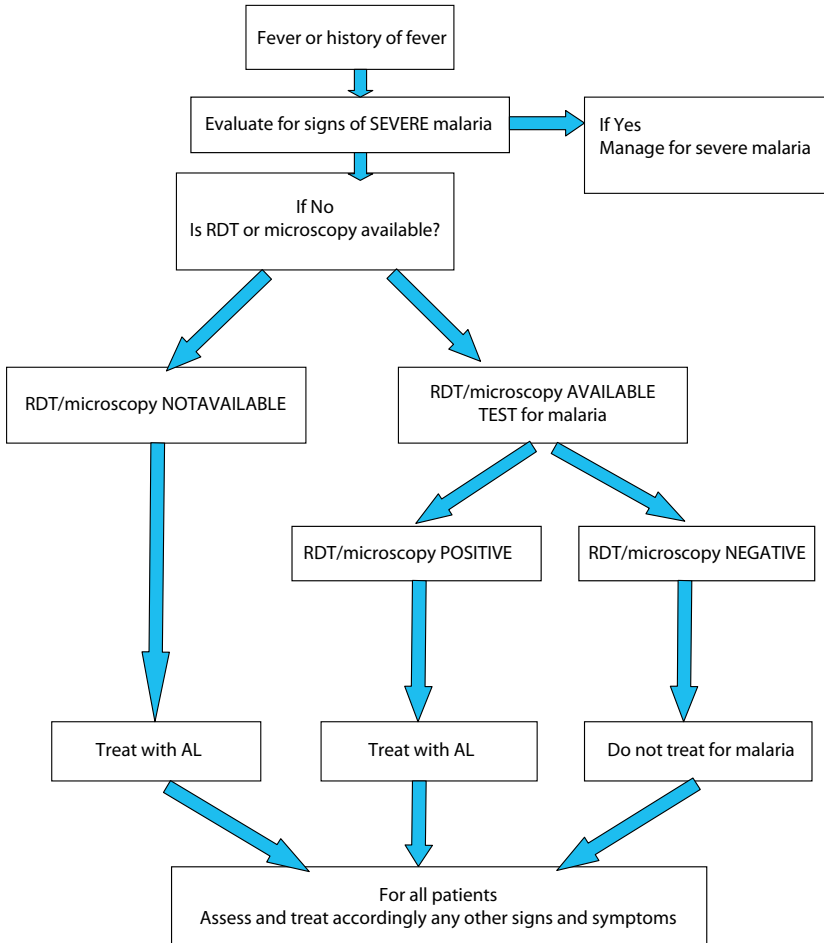 Fever or history of fever
Evaluate for signs of SEVERE malaria
If Yes
Manage for severe malaria
If No
Is RDT or microscopy available?
RDT/microscopy NOTAVAILABLE
RDT/microscopy AVAILABLE
TEST for malaria
RDT/microscopy POSITIVE
RDT/microscopy NEGATIVE
Treat with AL
Treat with AL
Do not treat for malaria
For all patients
Assess and treat accordingly any other signs and symptoms